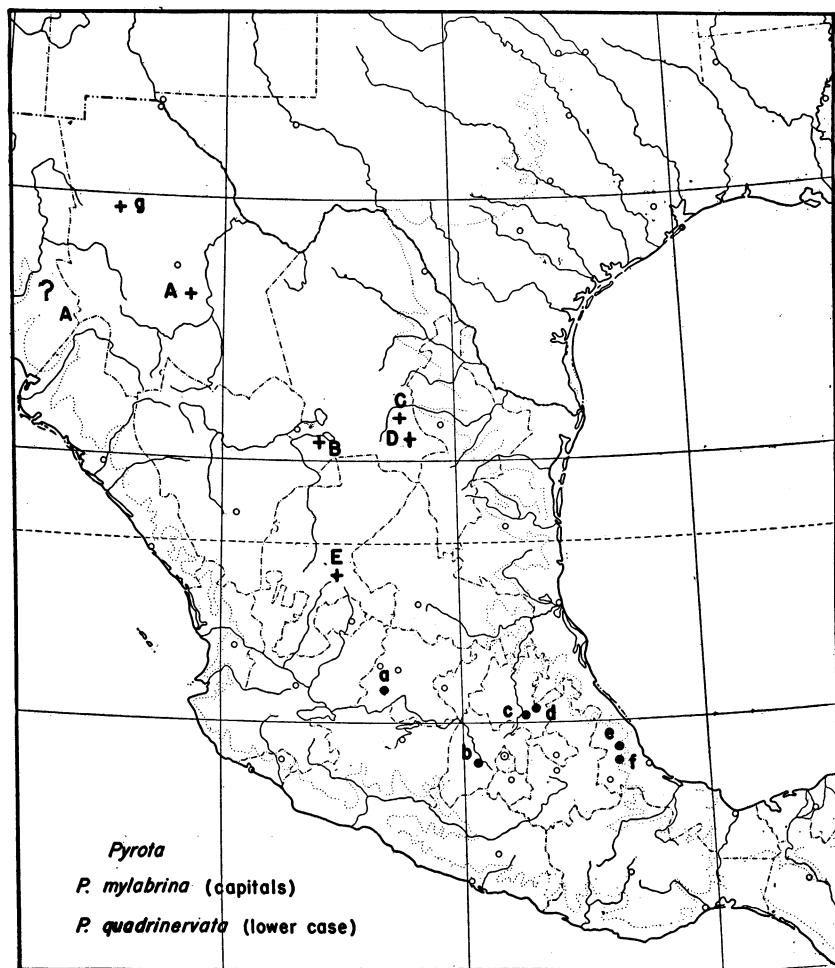 g
?
A
A
C
D
B
E
a
c d
e
b
f
Pyrota
P. mylabrina (capitals)
P. quadrinervata (lower case)